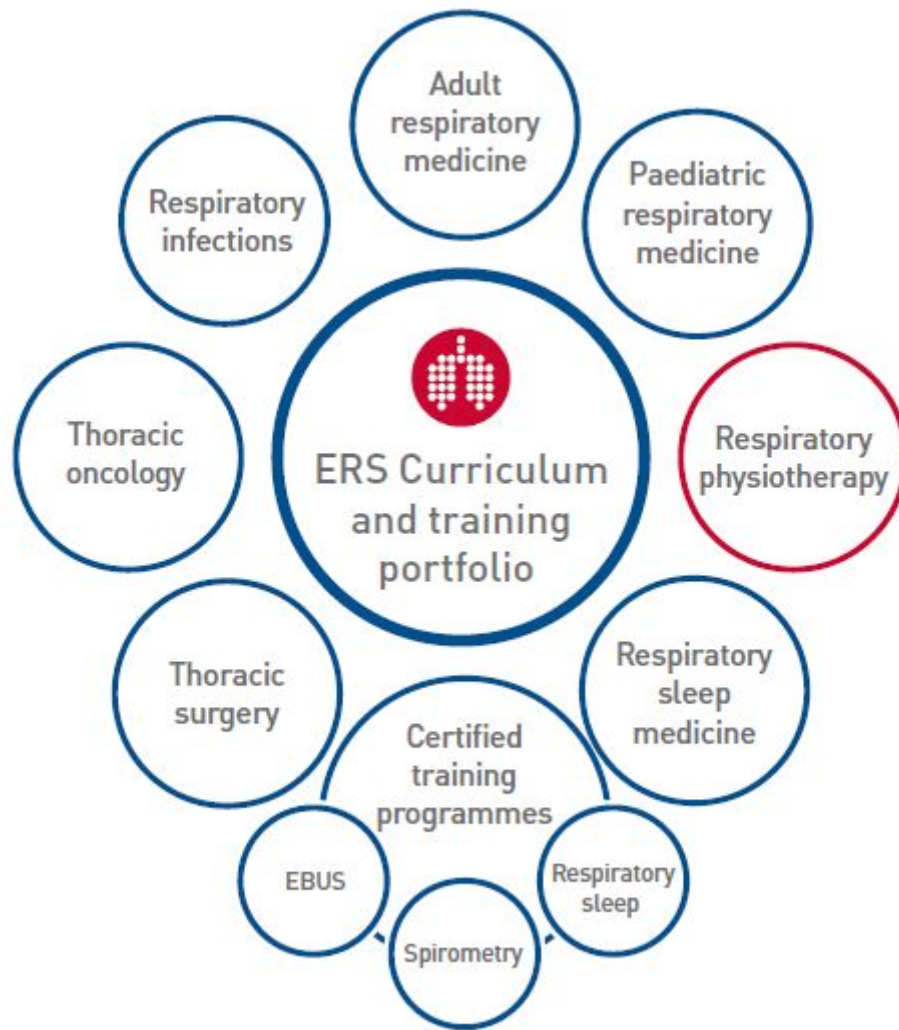 Adult
respiratory
medicine
Paediatric
respiratory
medicine
Respiratory
infections
Respiratory
physiotherapy
Thoracic
oncology
ERS Curriculum
and training
portfolio
Respiratory
sleep
medicine
Thoracic
surgery
Certified
training
programmes
EBUS
Respiratory
sleep
Spirometry